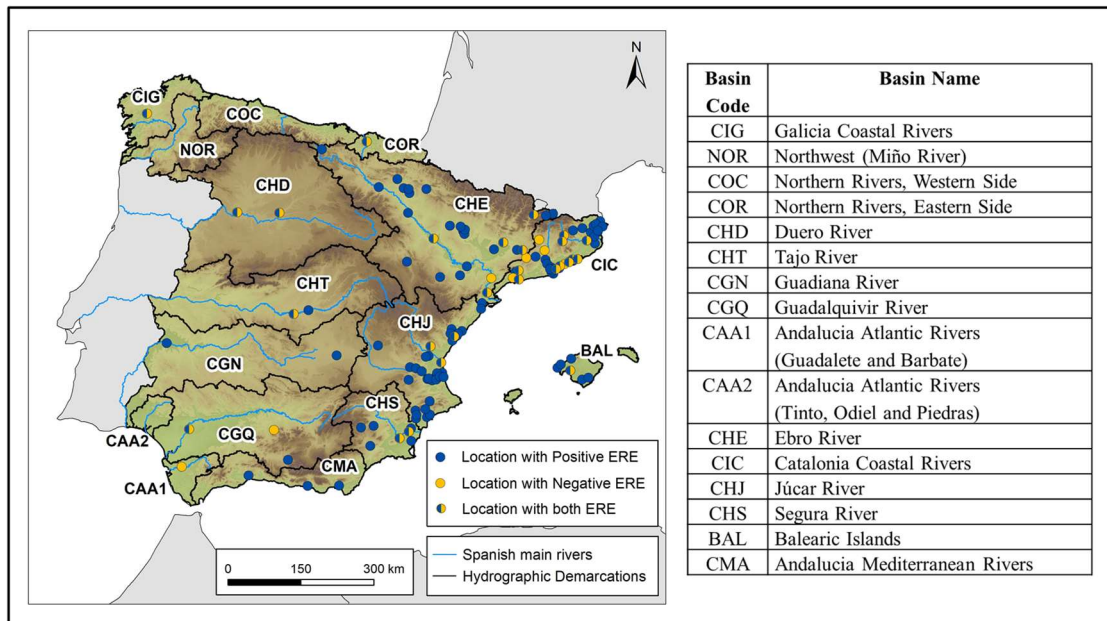 N
CIG
COC
COR
NOR
CHD
CHE
CIC
CHT
CHJ
BAL
CGN
CHS
CAA2
CGQ
CMA
CAA1
Location with Positive ERE
Location with Negative ERE
Location with both ERE
Spanish main rivers
Hydrographic Demarcations
0 150 300 km
Basin Code Basin Name
CIG Galicia Coastal Rivers
NOR Northwest (Miño River)
COC Northern Rivers, Western Side
COR Northern Rivers, Eastern Side
CHD Duero River
CHT Tajo River
CGN Guadiana River
CGQ Guadalquivir River
CAA1 Andalucia Atlantic Rivers
(Guadalete and Barbate)
CAA2 Andalucia Atlantic Rivers
(Tinto, Odiel and Piedras)
CHE Ebro River
CIC Catalonia Coastal Rivers
CHJ Júcar River
CHS Segura River
BAL Balearic Islands
CMA Andalucia Mediterranean Rivers